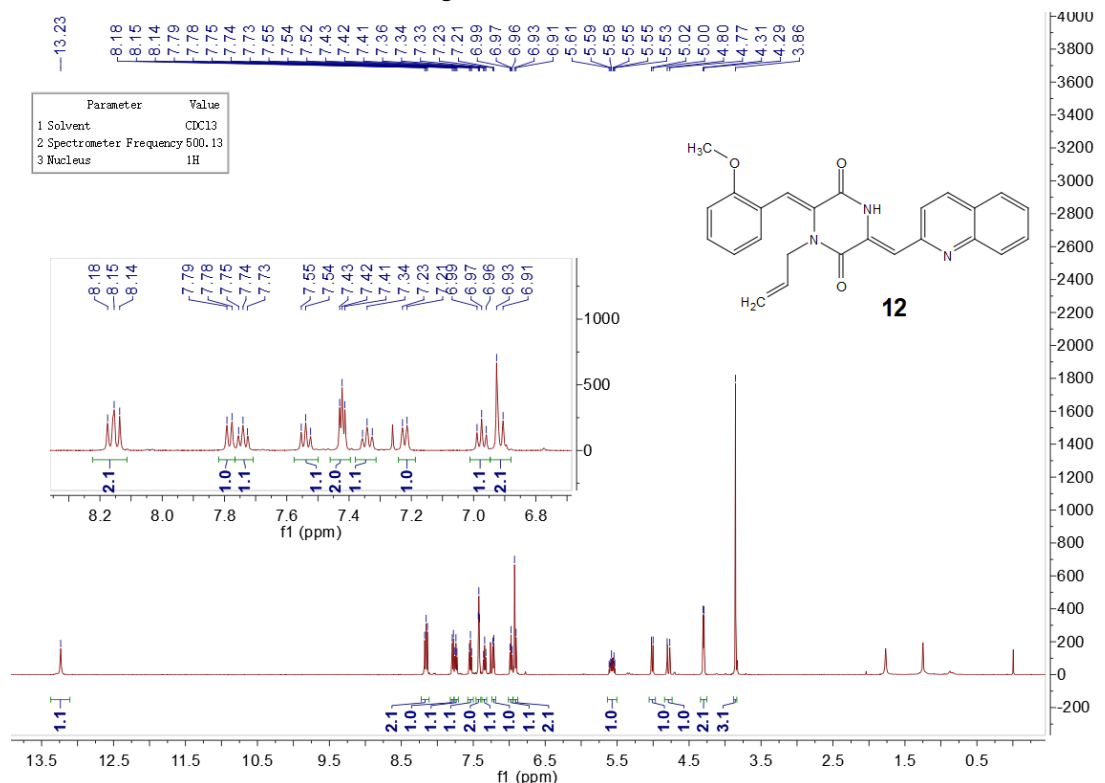 13.23 8.18 8.15 8.14 7.79 7.78 7.75 7.74 7.73 7.55 7.54 7.52 7.43 7.42 7.41 7.36 7.34 7.33 7.23 7.21 6.99 6.97 6.96 6.93 6.91 5.61 5.59 5.58 5.55 5.55 5.53 5.02 5.00 4.80 4.77 4.31 4.29 3.86
Parameter Value
1 Solvent CDCl3
2 Spectrometer Frequency 500.13
3 Nucleus 1H
8.18 8.15 8.14 7.79 7.78 7.75 7.74 7.73 7.55 7.54 7.43 7.42 7.41 7.34 7.23 7.21 6.99 6.97 6.96 6.93 6.91
1000
500
0
2.1 1.0 1.1 1.1 2.0 1.1 1.0 1.1 2.1
8.2 8.0 7.8 7.6 7.4 7.2 7.0 6.8
f1 (ppm)
H3C
O
O
NH
N
N
O
H2C
12
4000
3800
3600
3400
3200
3000
2800
2600
2400
2200
2000
1800
1600
1400
1200
1000
800
600
400
200
0
-200
1.1 2.1 1.0 1.1 1.1 2.0 1.1 1.0 1.1 2.1 1.0 1.0 1.0 2.1 3.1
13.5 12.5 11.5 10.5 9.5 8.5 7.5 6.5 5.5 4.5 3.5 2.5 1.5 0.5
f1 (ppm)